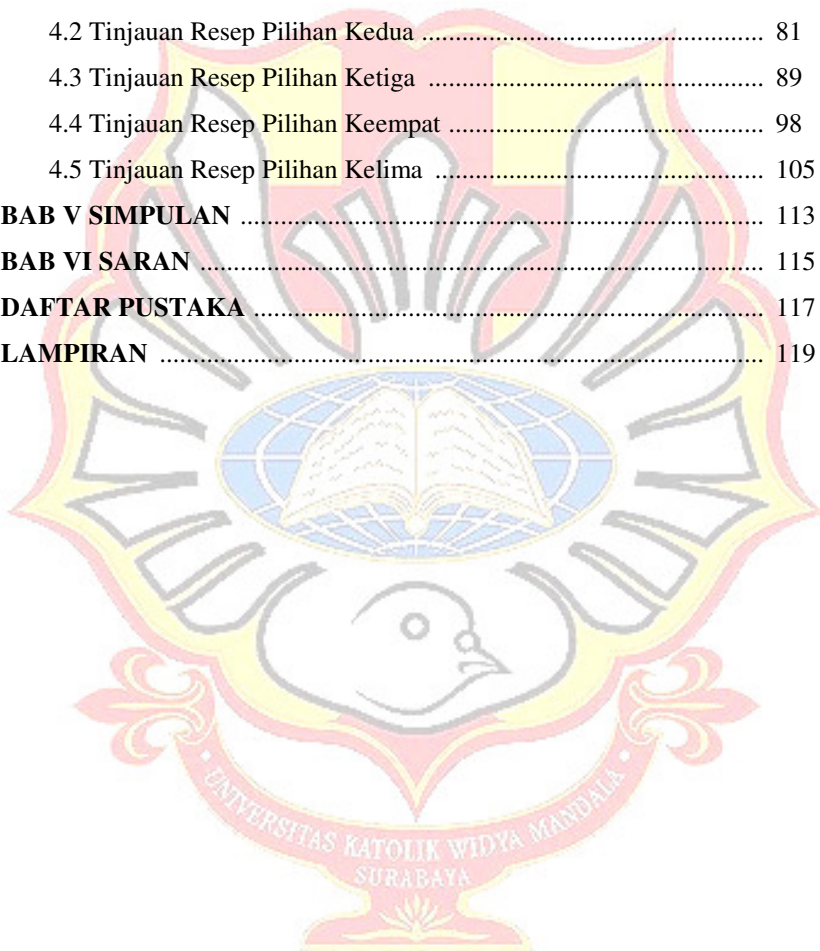 4.2 Tinjauan Resep Pilihan Kedua ........................................... 81
4.3 Tinjauan Resep Pilihan Ketiga .......................................... 89
4.4 Tinjauan Resep Pilihan Keempat ....................................... 98
4.5 Tinjauan Resep Pilihan Kelima ......................................... 105
BAB V SIMPULAN .................................................................. 113
BAB VI SARAN ....................................................................... 115
DAFTAR PUSTAKA ................................................................ 117
LAMPIRAN ............................................................................ 119
UNIVERSITAS KATOLIK WIDYA MANDALA
SURABAYA